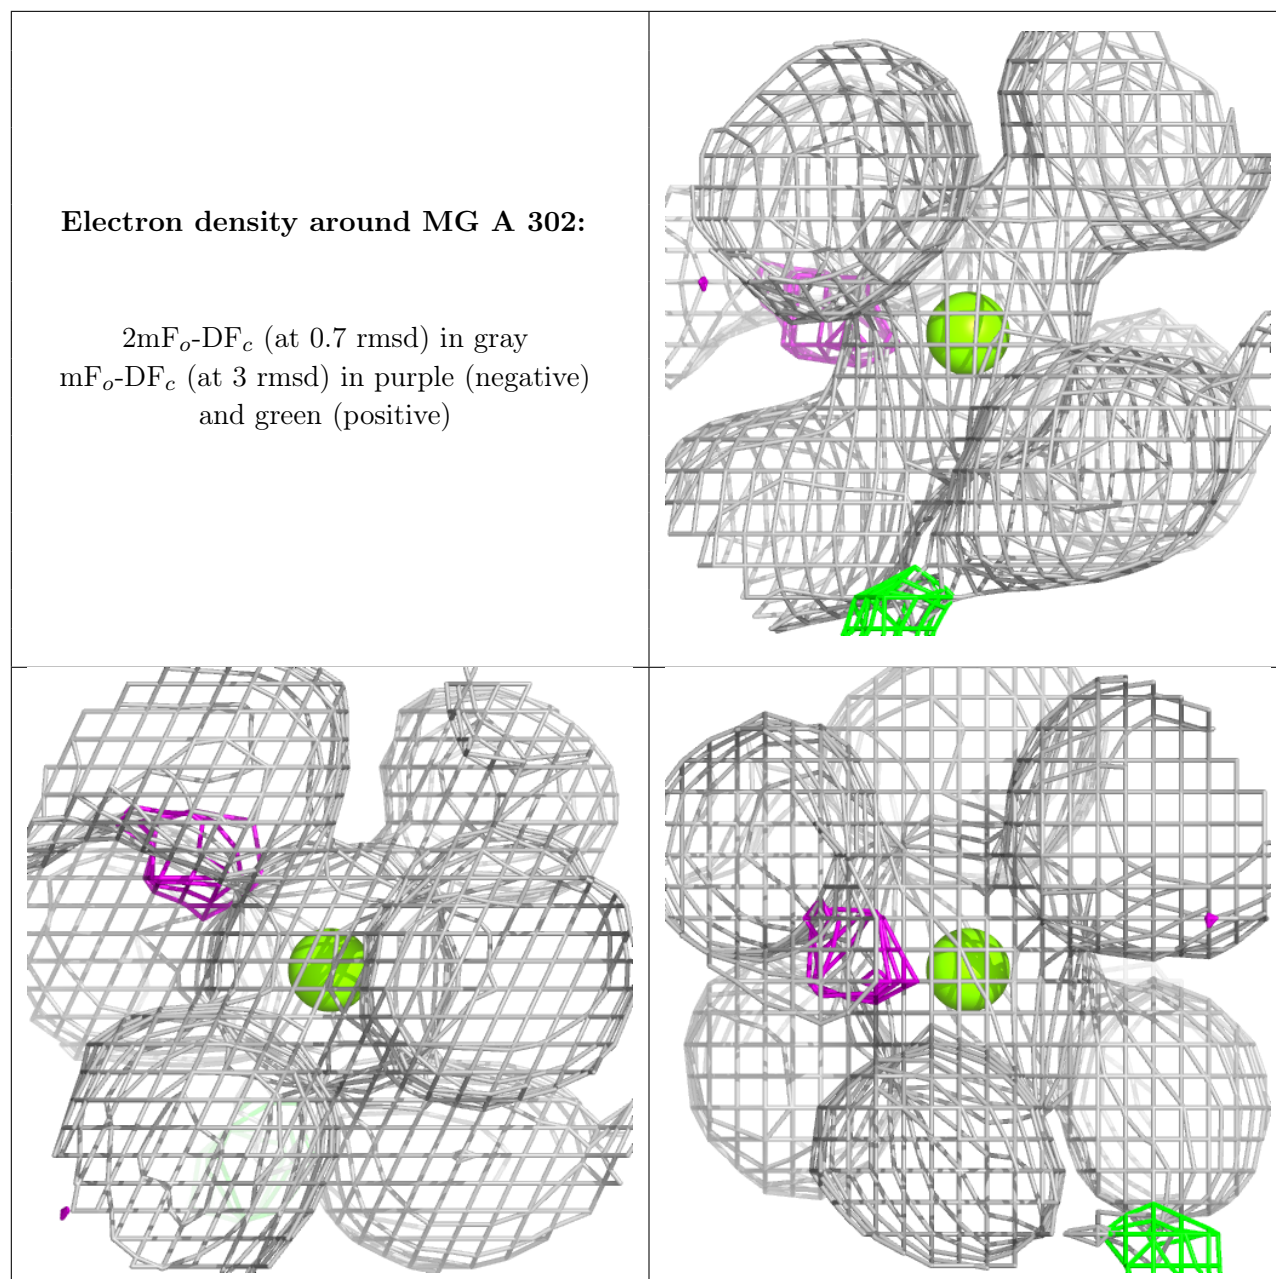 Electron density around MG A 302:
2mFo-DFc (at 0.7 rmsd) in gray
mFo-DFc (at 3 rmsd) in purple (negative)
and green (positive)